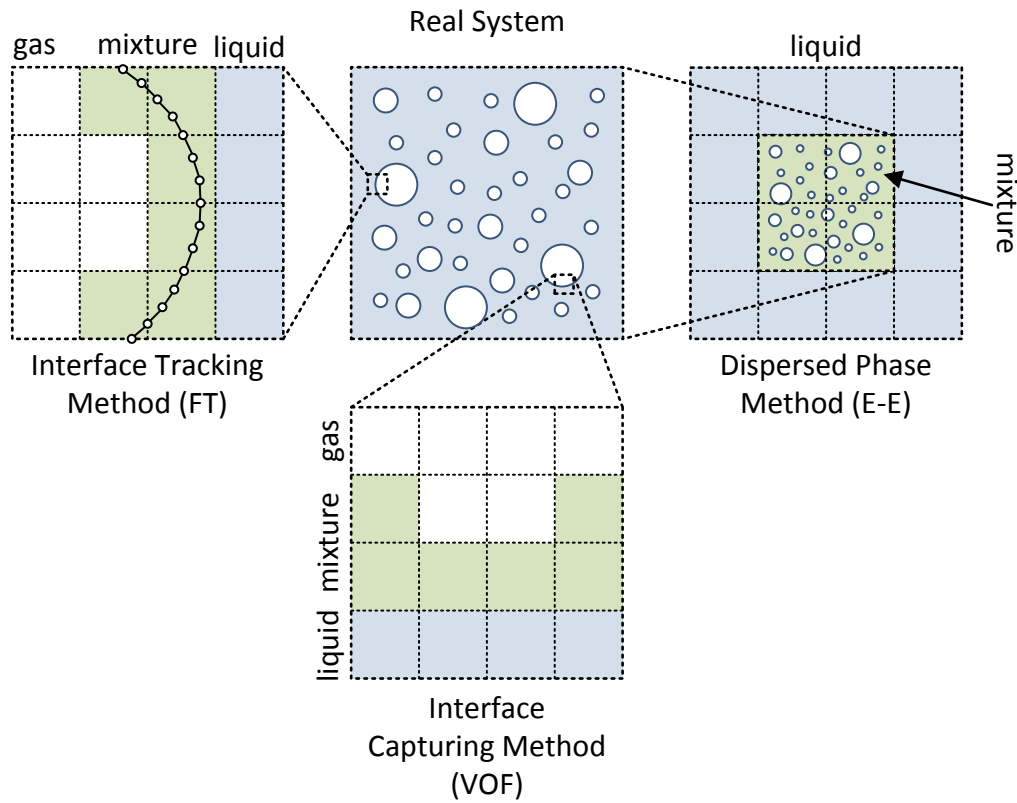 Real System
gas
mixture
liquid
liquid
mixture
Interface Tracking
Method (FT)
Dispersed Phase
Method (E-E)
gas
mixture
liquid
Interface
Capturing Method
(VOF)